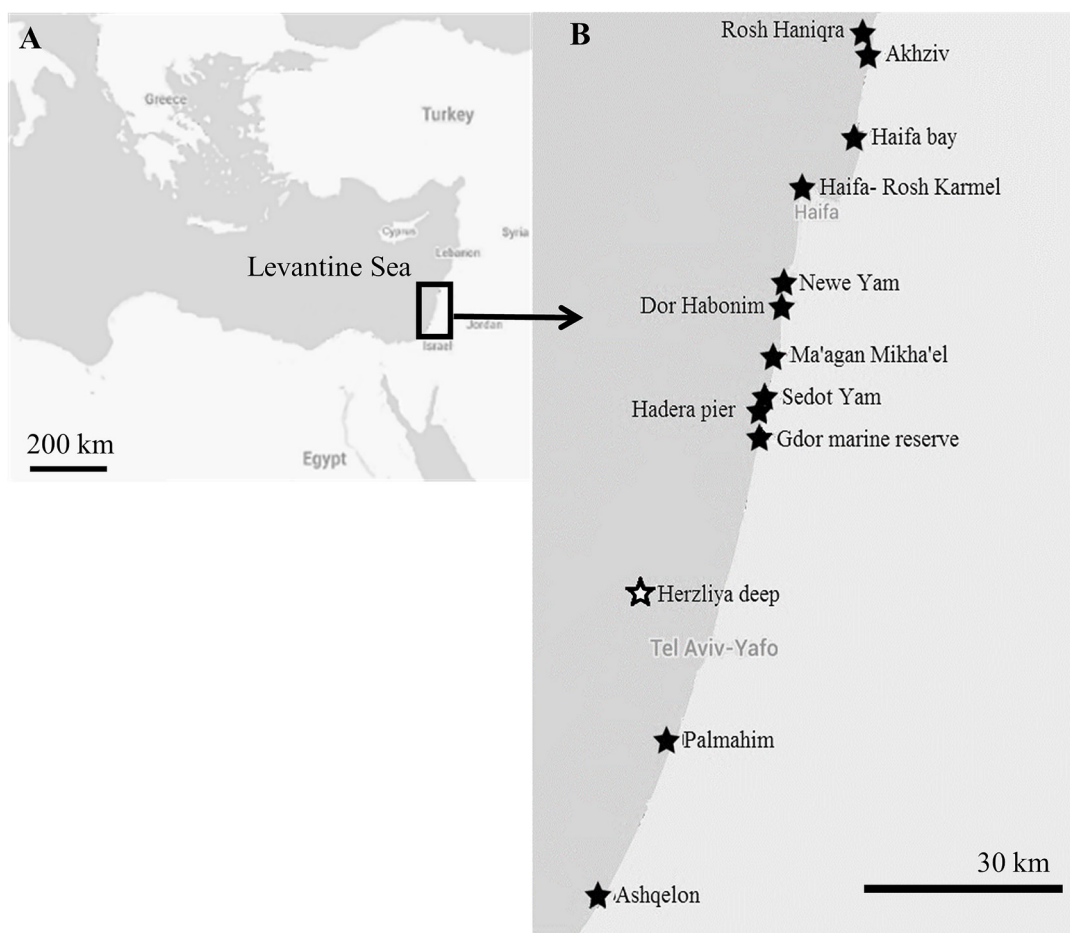 A
Greece
Turkey
Cyprus
Syria
Lebanon
Levantine Sea
Jordan
Israel
200 km
Egypt
B
Rosh Haniqra
Akhziv
Haifa bay
Haifa- Rosh Karmel
Haifa
Newe Yam
Dor Habonim
Ma'agan Mikha'el
Sedot Yam
Hadera pier
Gdor marine reserve
Herzliya deep
Tel Aviv-Yafo
Palmahim
30 km
Ashqelon